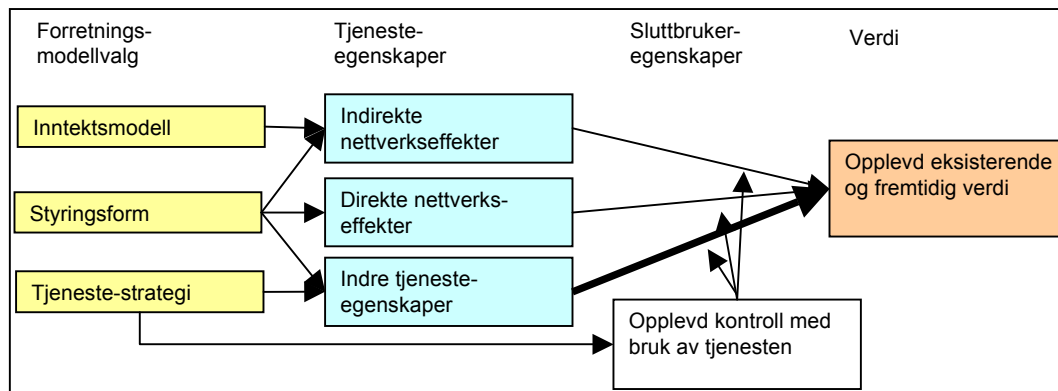 Forretnings-
modellvalg
Tjeneste-
egenskaper
Sluttbruker-
egenskaper
Verdi
Inntektsmodell
Styringsform
Tjeneste-strategi
Indirekte
nettverkseffekter
Direkte nettverks-
effekter
Indre tjeneste-
egenskaper
Opplevd kontroll med
bruk av tjenesten
Opplevd eksisterende
og fremtidig verdi